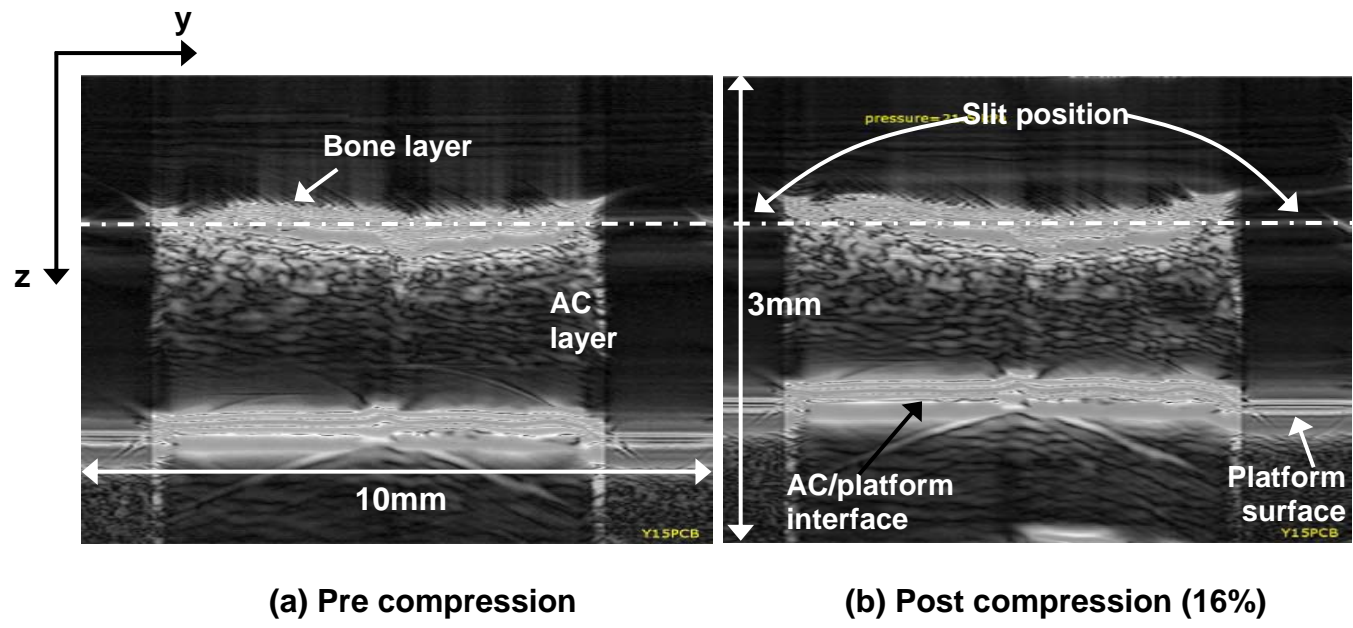 y
z
Bone layer
AC
layer
10mm
Y15PCB
pressure=
Slit position
3mm
AC/platform
interface
Platform
surface
Y15PCB
(a) Pre compression
(b) Post compression (16%)